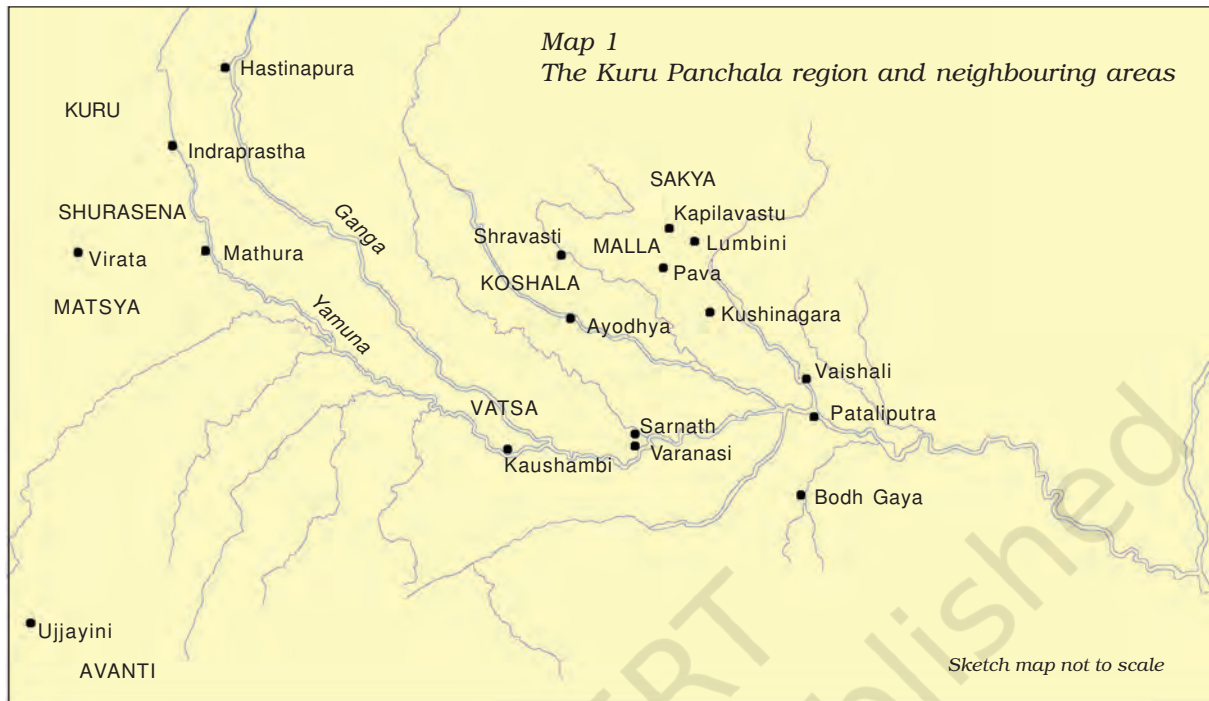 Map 1
The Kuru Panchala region and neighbouring areas
Hastinapura
KURU
Indraprastha
SAKYA
SHURASENA
Ganga
Kapilavastu
Shravasti
MALLA
Lumbini
Virata
Mathura
Pava
KOSHALA
MATSYA
Yamuna
Ayodhya
Kushinagara
Vaishali
VATSA
Pataliputra
Sarnath
Kaushambi
Varanasi
Bodh Gaya
Ujjayini
AVANTI
Sketch map not to scale
RT
blished